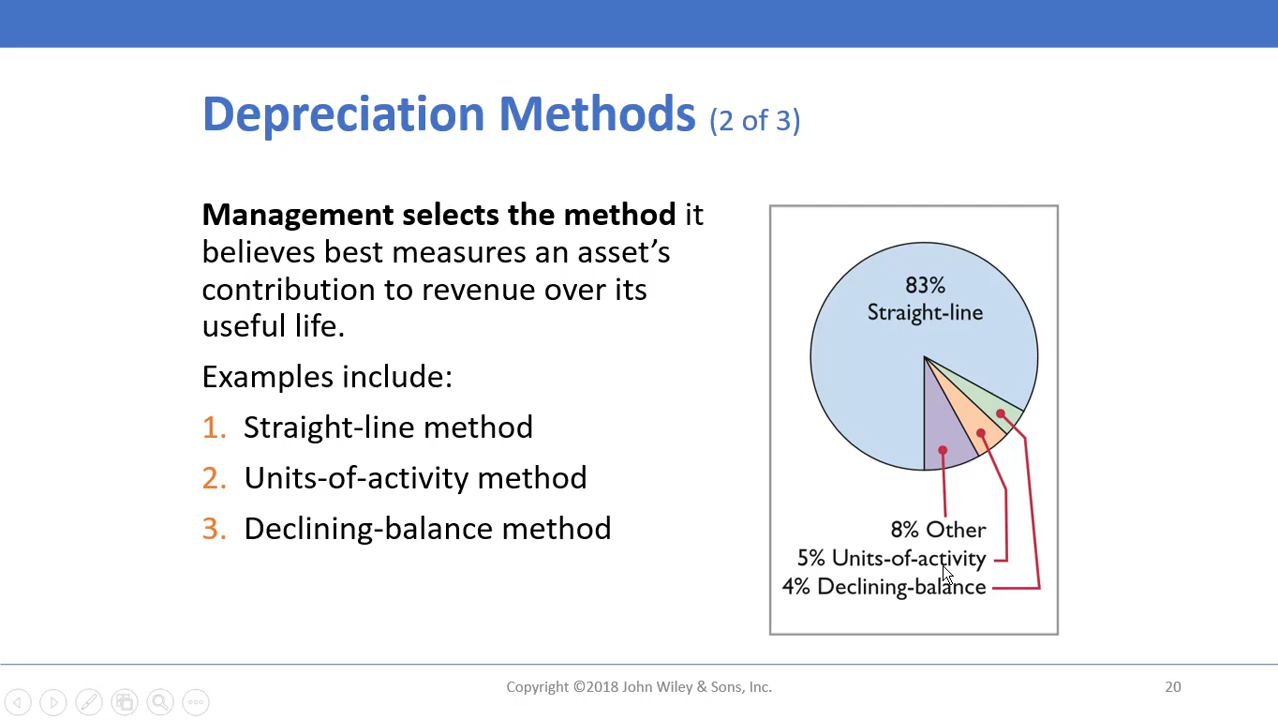 Depreciation Methods (2 of 3)
Management selects the method it
believes best measures an asset’s
contribution to revenue over its
useful life.
Examples include:
1. Straight-line method
2. Units-of-activity method
3. Declining-balance method
83%
Straight-line
8% Other
5% Units-of-activity
4% Declining-balance
Copyright ©2018 John Wiley & Sons, Inc.
20